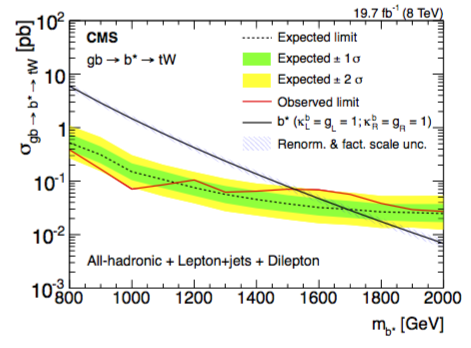 19.7 fb⁻¹ (8 TeV)
σ_gb → b* → tW [pb]
10²
10
1
10⁻¹
10⁻²
10⁻³
CMS
gb → b* → tW
Expected limit
Expected ± 1 σ
Expected ± 2 σ
Observed limit
b* (κ_L^b = g_L = 1; κ_R^b = g_R = 1)
Renorm. & fact. scale unc.
All-hadronic + Lepton+jets + Dilepton
800 1000 1200 1400 1600 1800 2000
m_b* [GeV]